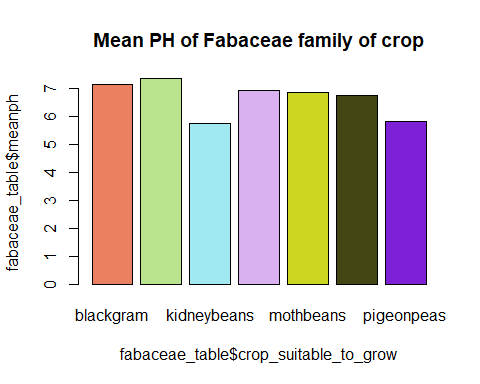 Mean PH of Fabaceae family of crop
fabaceae_table$meanph
7
6
5
4
3
2
1
0
blackgram kidneybeans mothbeans pigeonpeas
fabaceae_table$crop_suitable_to_grow